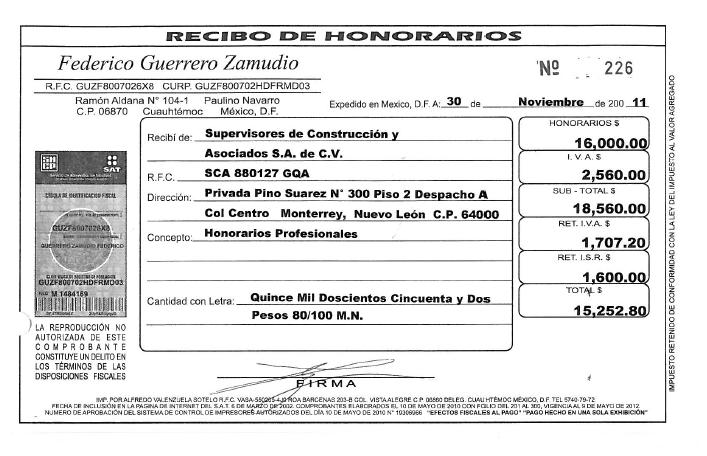 RECIBO DE HONORARIOS
Federico Guerrero Zamudio
Nº 226
R.F.C. GUZF8007026X8 CURP. GUZF800702HDFRMD03
Ramón Aldana N° 104-1 Paulino Navarro
C.P. 06870 Cuauhtémoc México, D.F.
Expedido en Mexico, D.F. A: 30 de Noviembre de 200 11
Recibí de: Supervisores de Construcción y
Asociados S.A. de C.V.
R.F.C. SCA 880127 GQA
Dirección: Privada Pino Suarez N° 300 Piso 2 Despacho A
Col Centro Monterrey, Nuevo León C.P. 64000
Concepto: Honorarios Profesionales
Cantidad con Letra: Quince Mil Doscientos Cincuenta y Dos
Pesos 80/100 M.N.
HONORARIOS $
16,000.00
I. V. A. $
2,560.00
SUB - TOTAL $
18,560.00
RET. I.V.A. $
1,707.20
RET. I.S.R. $
1,600.00
TOTAL $
15,252.80
SHCP
SAT
CÉDULA DE IDENTIFICACIÓN FISCAL
GUZF8007026X8
GUERRERO ZAMUDIO FEDERICO
GUZF800702HDFRMD03
M 1484169
LA REPRODUCCIÓN NO
AUTORIZADA DE ESTE
COMPROBANTE
CONSTITUYE UN DELITO EN
LOS TÉRMINOS DE LAS
DISPOSICIONES FISCALES
FIRMA
IMPUESTO RETENIDO DE CONFORMIDAD CON LA LEY DEL IMPUESTO AL VALOR AGREGADO
IMP. POR ALFREDO VALENZUELA SOTELO R.F.C. ROA BARCENAS 203-B COL. VISTA ALEGRE C.P. 06860 DELEG. CUAUHTÉMOC MÉXICO, D.F. TEL 5740-79-72
FECHA DE INCLUSIÓN EN LA PAGINA DE INTERNET DEL S.A.T. 6 DE MARZO DE 2002. COMPROBANTES ELABORADOS EL 10 DE MAYO DE 2010 CON FOLIO DEL 201 AL 300, VIGENCIA AL 9 DE MAYO DE 2012
NUMERO DE APROBACIÓN DEL SISTEMA DE CONTROL DE IMPRESORES AUTORIZADOS DEL DÍA 10 DE MAYO DE 2010 N° 19306966 "EFECTOS FISCALES AL PAGO" "PAGO HECHO EN UNA SOLA EXHIBICIÓN"